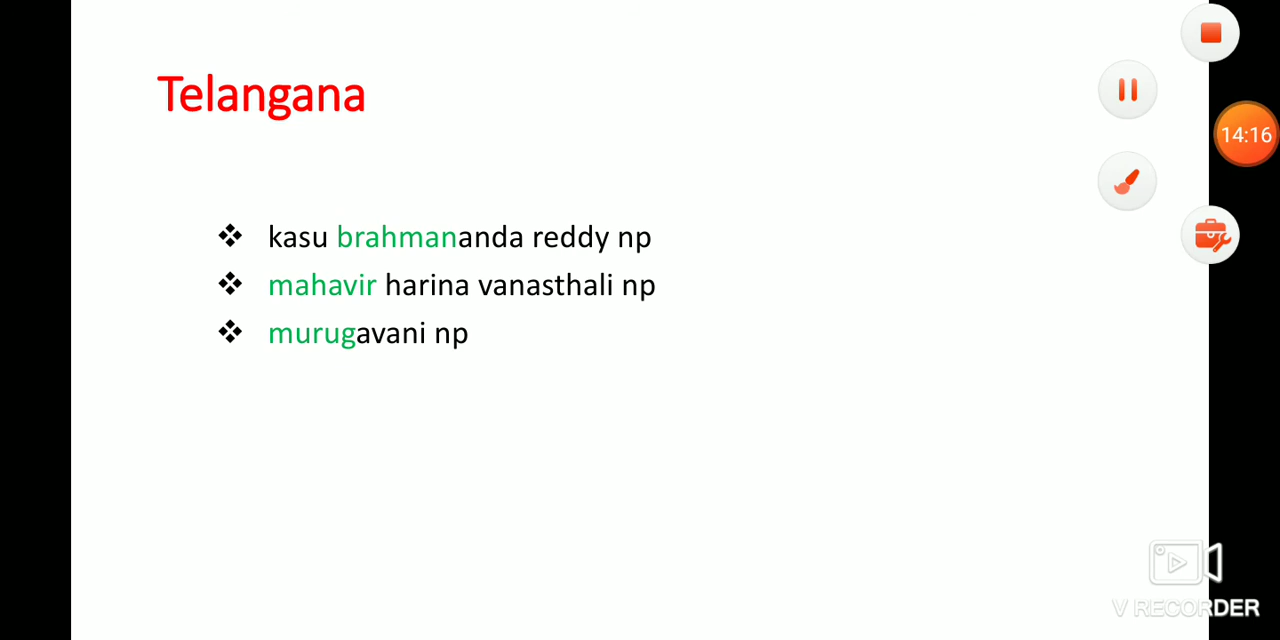 Telangana
14:16
❖ kasu brahmananda reddy np
❖ mahavir harina vanasthali np
❖ murugavani np
V RECORDER